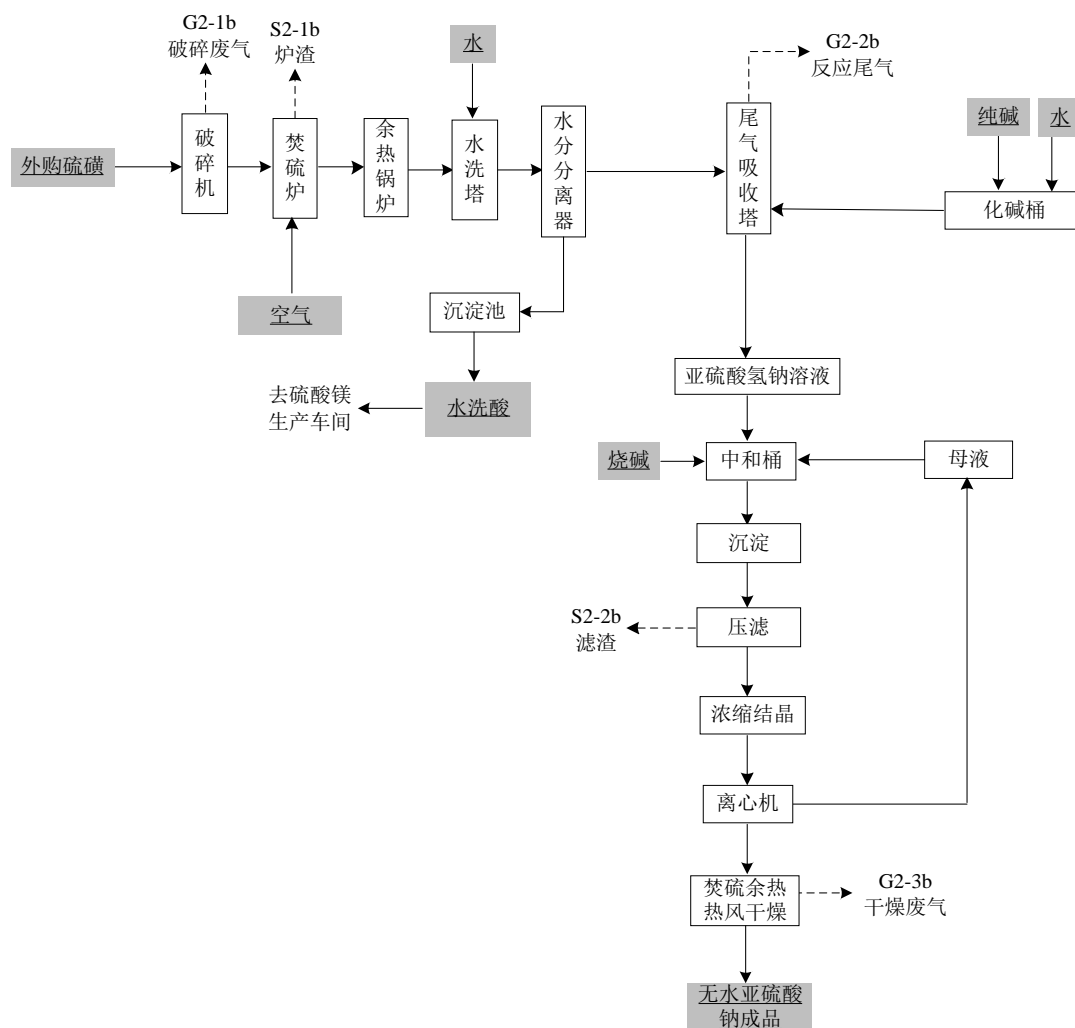 G2-1b
破碎废气
S2-1b
炉渣
水
G2-2b
反应尾气
外购硫磺
破碎机
焚硫炉
余热锅炉
水洗塔
水分分离器
尾气吸收塔
纯碱
水
化碱桶
空气
沉淀池
去硫酸镁
生产车间
水洗酸
亚硫酸氢钠溶液
烧碱
中和桶
母液
沉淀
S2-2b
滤渣
压滤
浓缩结晶
离心机
焚硫余热
热风干燥
G2-3b
干燥废气
无水亚硫酸
钠成品